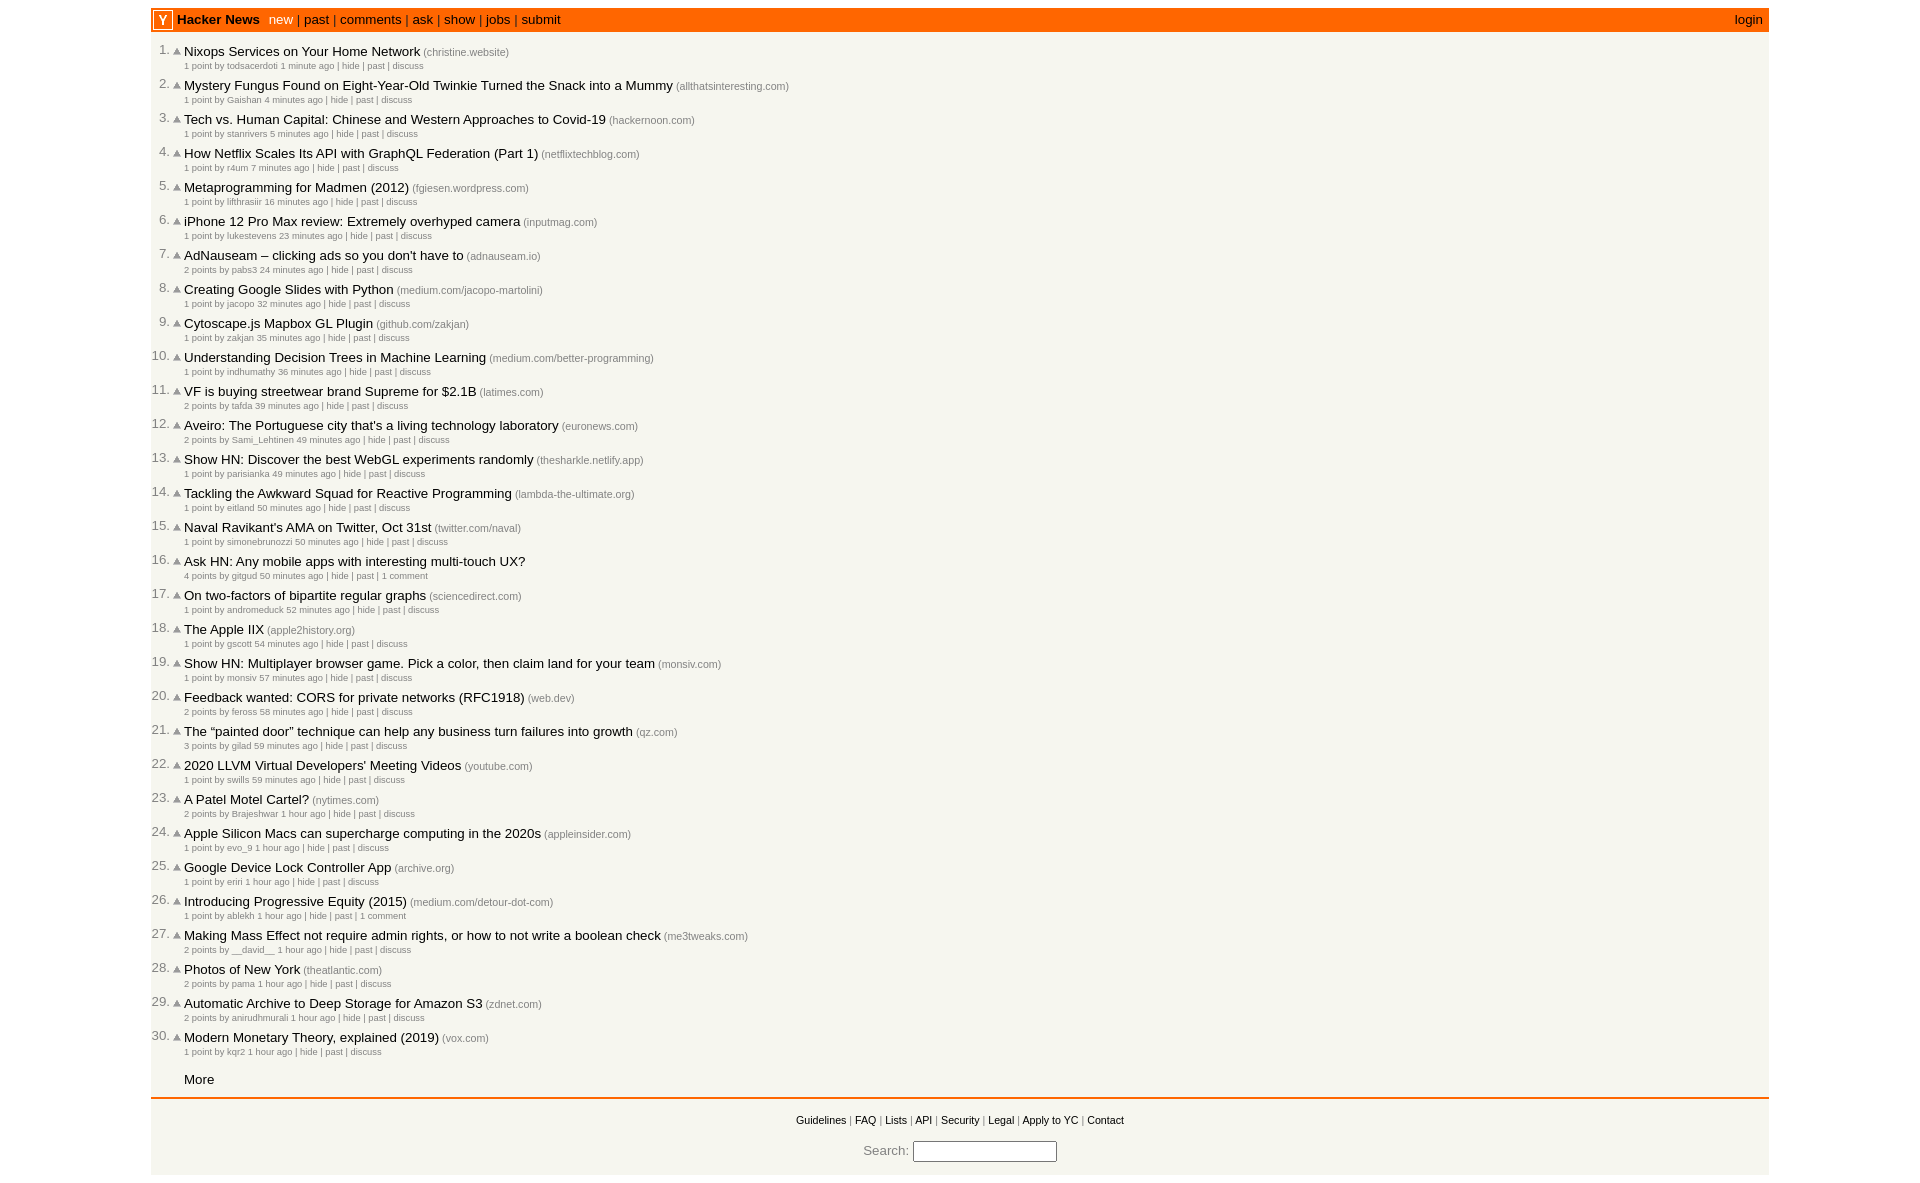 Y Hacker News new | past | comments | ask | show | jobs | submit login
1. Nixops Services on Your Home Network (christine.website)
1 point by todsacerdoti 1 minute ago | hide | past | discuss
2. Mystery Fungus Found on Eight-Year-Old Twinkie Turned the Snack into a Mummy (allthatsinteresting.com)
1 point by Gaishan 4 minutes ago | hide | past | discuss
3. Tech vs. Human Capital: Chinese and Western Approaches to Covid-19 (hackernoon.com)
1 point by stanrivers 5 minutes ago | hide | past | discuss
4. How Netflix Scales Its API with GraphQL Federation (Part 1) (netflixtechblog.com)
1 point by r4um 7 minutes ago | hide | past | discuss
5. Metaprogramming for Madmen (2012) (fgiesen.wordpress.com)
1 point by lifthrasiir 16 minutes ago | hide | past | discuss
6. iPhone 12 Pro Max review: Extremely overhyped camera (inputmag.com)
1 point by lukestevens 23 minutes ago | hide | past | discuss
7. AdNauseam – clicking ads so you don't have to (adnauseam.io)
2 points by pabs3 24 minutes ago | hide | past | discuss
8. Creating Google Slides with Python (medium.com/jacopo-martolini)
1 point by jacopo 32 minutes ago | hide | past | discuss
9. Cytoscape.js Mapbox GL Plugin (github.com/zakjan)
1 point by zakjan 35 minutes ago | hide | past | discuss
10. Understanding Decision Trees in Machine Learning (medium.com/better-programming)
1 point by indhumathy 36 minutes ago | hide | past | discuss
11. VF is buying streetwear brand Supreme for $2.1B (latimes.com)
2 points by tafda 39 minutes ago | hide | past | discuss
12. Aveiro: The Portuguese city that's a living technology laboratory (euronews.com)
2 points by Sami_Lehtinen 49 minutes ago | hide | past | discuss
13. Show HN: Discover the best WebGL experiments randomly (thesharkle.netlify.app)
1 point by parisianka 49 minutes ago | hide | past | discuss
14. Tackling the Awkward Squad for Reactive Programming (lambda-the-ultimate.org)
1 point by eitland 50 minutes ago | hide | past | discuss
15. Naval Ravikant's AMA on Twitter, Oct 31st (twitter.com/naval)
1 point by simonebrunozzi 50 minutes ago | hide | past | discuss
16. Ask HN: Any mobile apps with interesting multi-touch UX?
4 points by gitgud 50 minutes ago | hide | past | 1 comment
17. On two-factors of bipartite regular graphs (sciencedirect.com)
1 point by andromeduck 52 minutes ago | hide | past | discuss
18. The Apple IIX (apple2history.org)
1 point by gscott 54 minutes ago | hide | past | discuss
19. Show HN: Multiplayer browser game. Pick a color, then claim land for your team (monsiv.com)
1 point by monsiv 57 minutes ago | hide | past | discuss
20. Feedback wanted: CORS for private networks (RFC1918) (web.dev)
2 points by feross 58 minutes ago | hide | past | discuss
21. The “painted door” technique can help any business turn failures into growth (qz.com)
3 points by gilad 59 minutes ago | hide | past | discuss
22. 2020 LLVM Virtual Developers' Meeting Videos (youtube.com)
1 point by swills 59 minutes ago | hide | past | discuss
23. A Patel Motel Cartel? (nytimes.com)
2 points by Brajeshwar 1 hour ago | hide | past | discuss
24. Apple Silicon Macs can supercharge computing in the 2020s (appleinsider.com)
1 point by evo_9 1 hour ago | hide | past | discuss
25. Google Device Lock Controller App (archive.org)
1 point by eriri 1 hour ago | hide | past | discuss
26. Introducing Progressive Equity (2015) (medium.com/detour-dot-com)
1 point by ablekh 1 hour ago | hide | past | 1 comment
27. Making Mass Effect not require admin rights, or how to not write a boolean check (me3tweaks.com)
2 points by __david__ 1 hour ago | hide | past | discuss
28. Photos of New York (theatlantic.com)
2 points by pama 1 hour ago | hide | past | discuss
29. Automatic Archive to Deep Storage for Amazon S3 (zdnet.com)
2 points by anirudhmurali 1 hour ago | hide | past | discuss
30. Modern Monetary Theory, explained (2019) (vox.com)
1 point by kqr2 1 hour ago | hide | past | discuss
More
Guidelines | FAQ | Lists | API | Security | Legal | Apply to YC | Contact
Search: